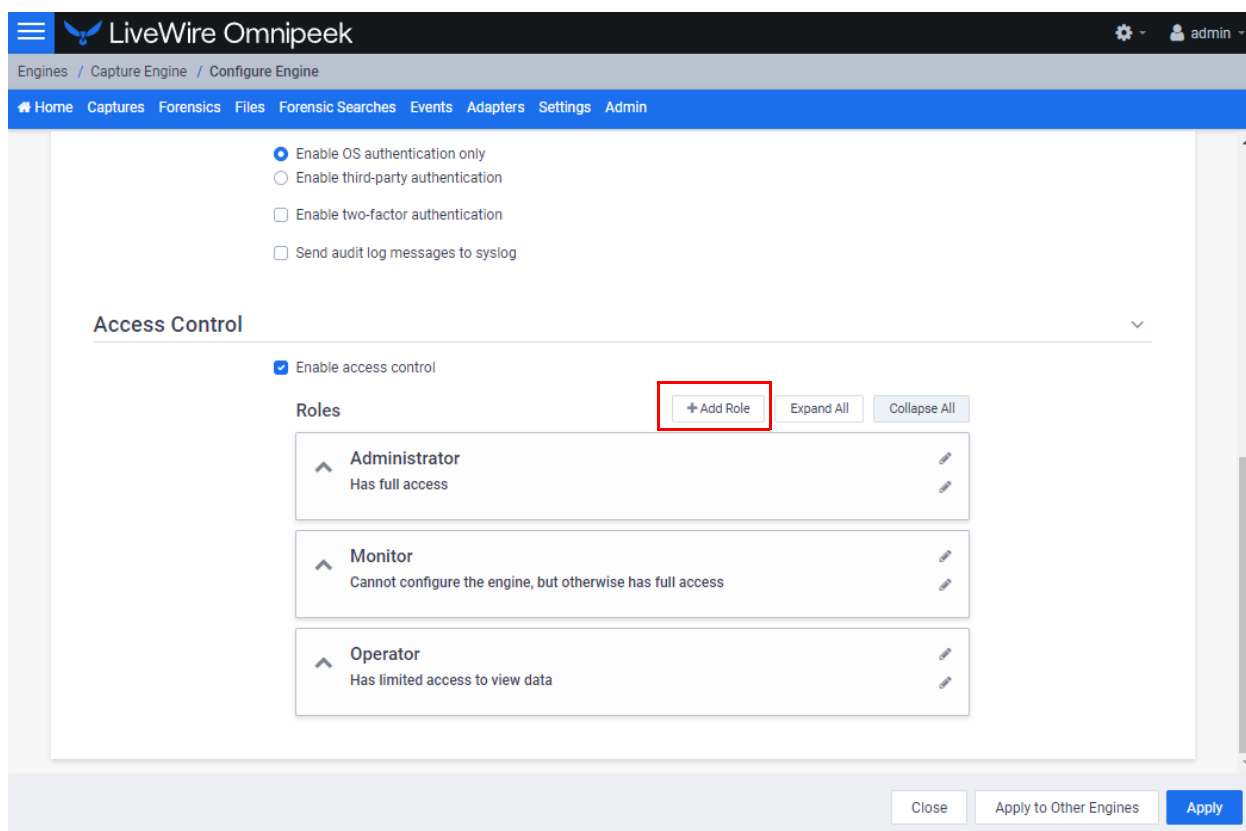 LiveWire Omnipeek
admin
Engines / Capture Engine / Configure Engine
Home Captures Forensics Files Forensic Searches Events Adapters Settings Admin
Enable OS authentication only
Enable third-party authentication
Enable two-factor authentication
Send audit log messages to syslog
Access Control
Enable access control
Roles + Add Role Expand All Collapse All
Administrator
Has full access
Monitor
Cannot configure the engine, but otherwise has full access
Operator
Has limited access to view data
Close Apply to Other Engines Apply